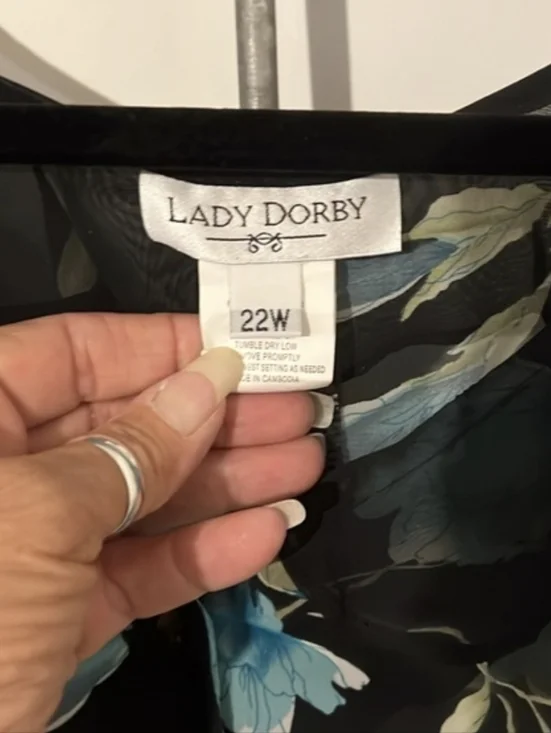 LADY DORBY
22W
TUMBLE DRY LOW
PROMPTLY
SETTING AS NEEDED
IN CAMBODIA